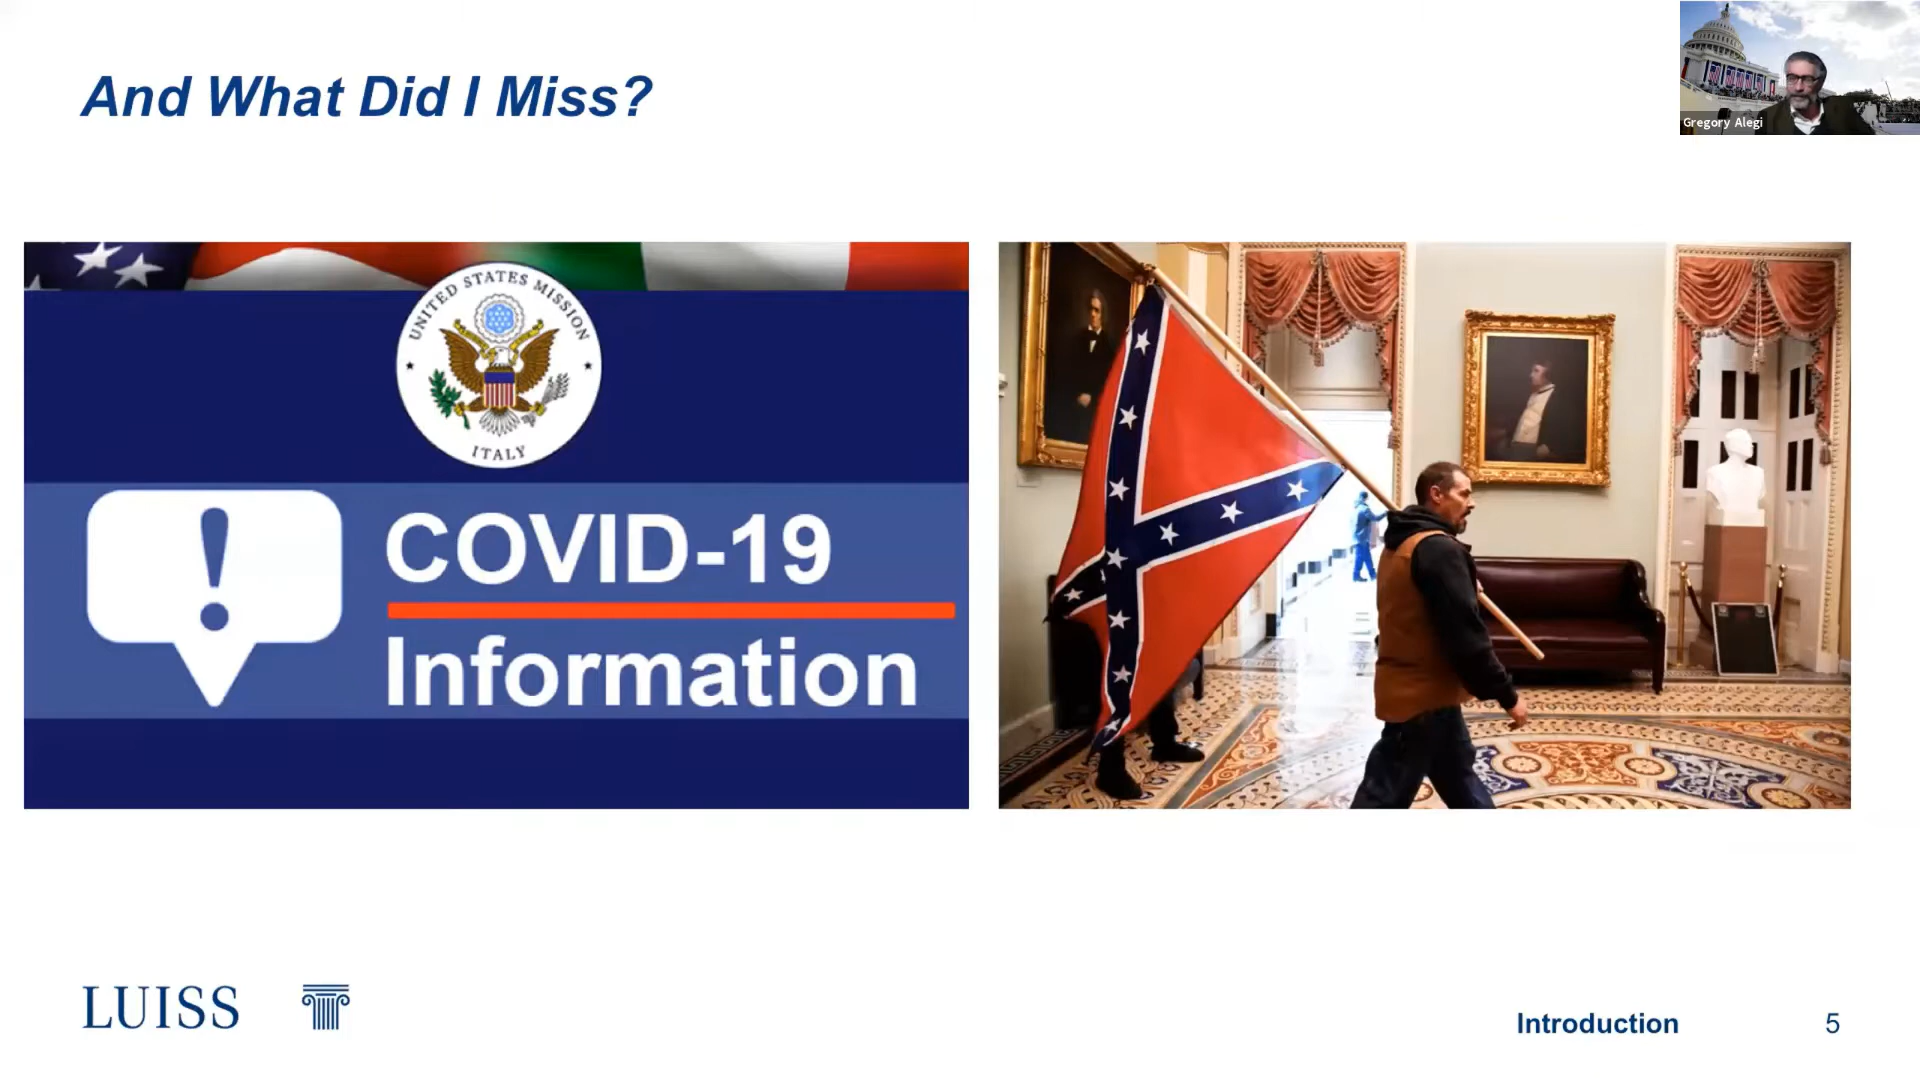 And What Did I Miss?
Gregory Alegi
UNITED STATES MISSION
ITALY
!
COVID-19
Information
LUISS
Introduction
5